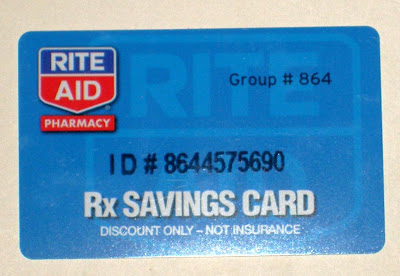 RITE
AID
PHARMACY
Group # 864
ID # 8644575690
Rx SAVINGS CARD
DISCOUNT ONLY – NOT INSURANCE